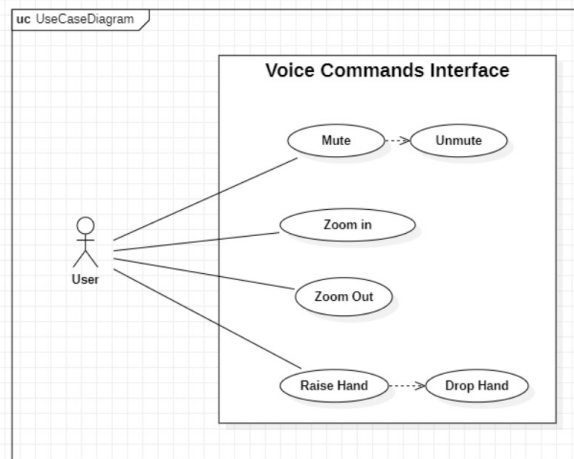 uc UseCaseDiagram
Voice Commands Interface
Mute
Unmute
Zoom in
User
Zoom Out
Raise Hand
Drop Hand